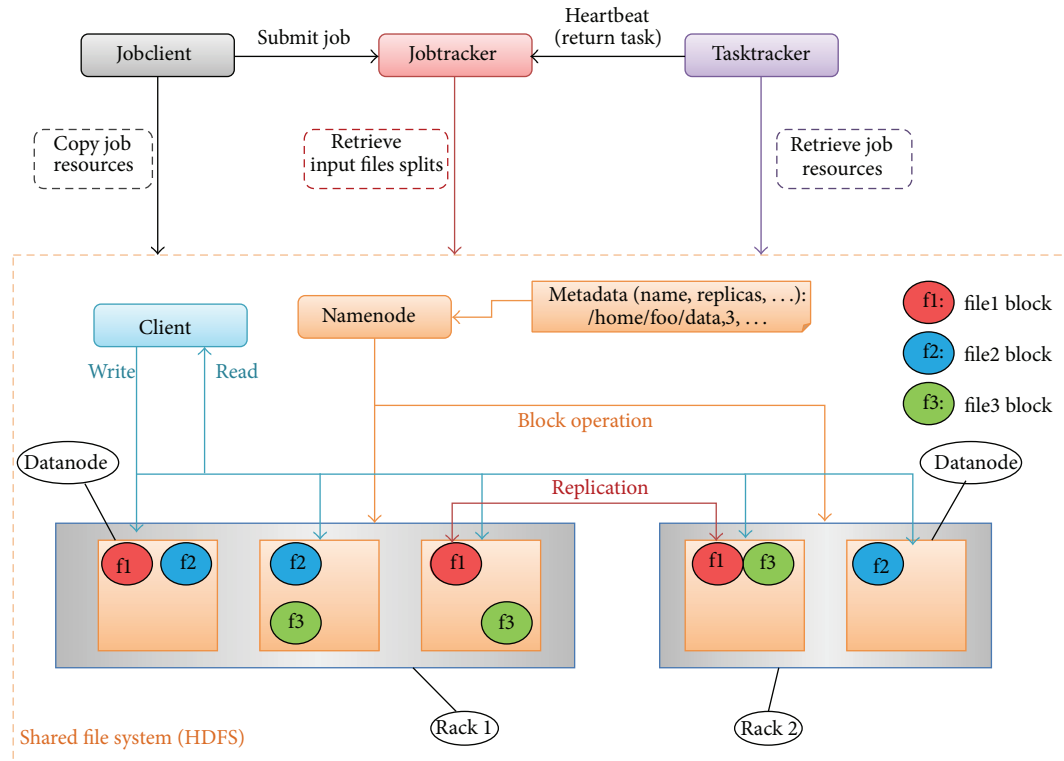 Jobclient
Submit job
Jobtracker
Heartbeat
(return task)
Tasktracker
Copy job
resources
Retrieve
input files splits
Retrieve job
resources
Client
Namenode
Metadata (name, replicas, . . .):
/home/foo/data,3, . . .
f1: file1 block
f2: file2 block
f3: file3 block
Write
Read
Block operation
Datanode
Datanode
Replication
f1
f2
f2
f3
f1
f3
f1
f3
f2
Rack 1
Rack 2
Shared file system (HDFS)